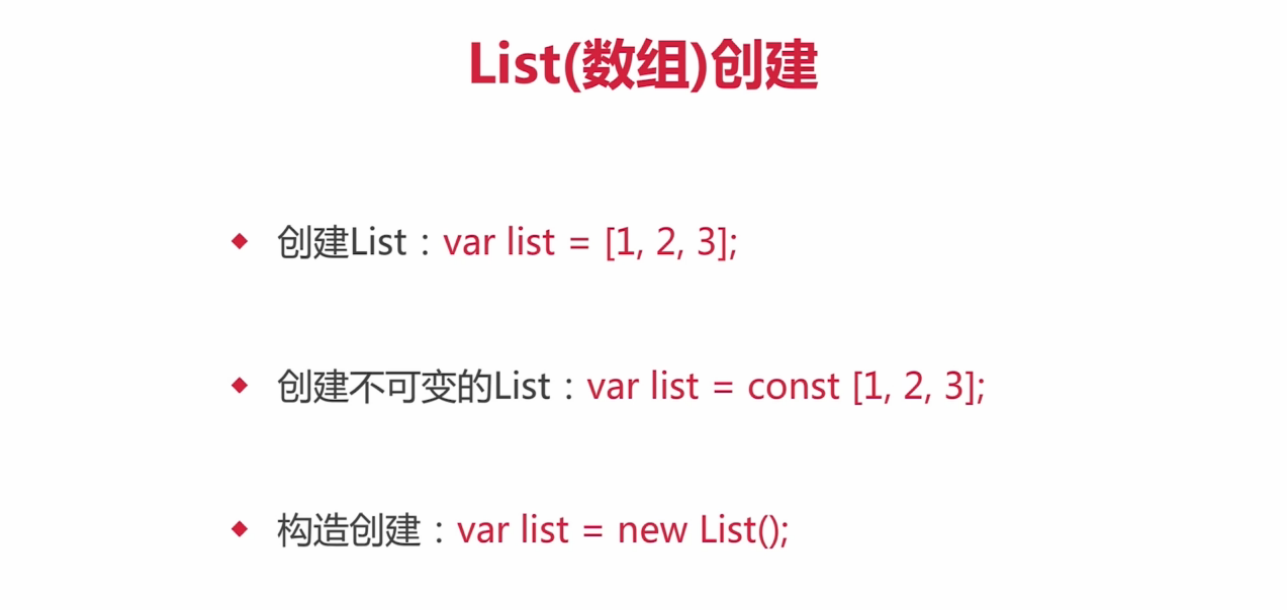 List(数组)创建
创建List：var list = [1, 2, 3];
创建不可变的List：var list = const [1, 2, 3];
构造创建：var list = new List();